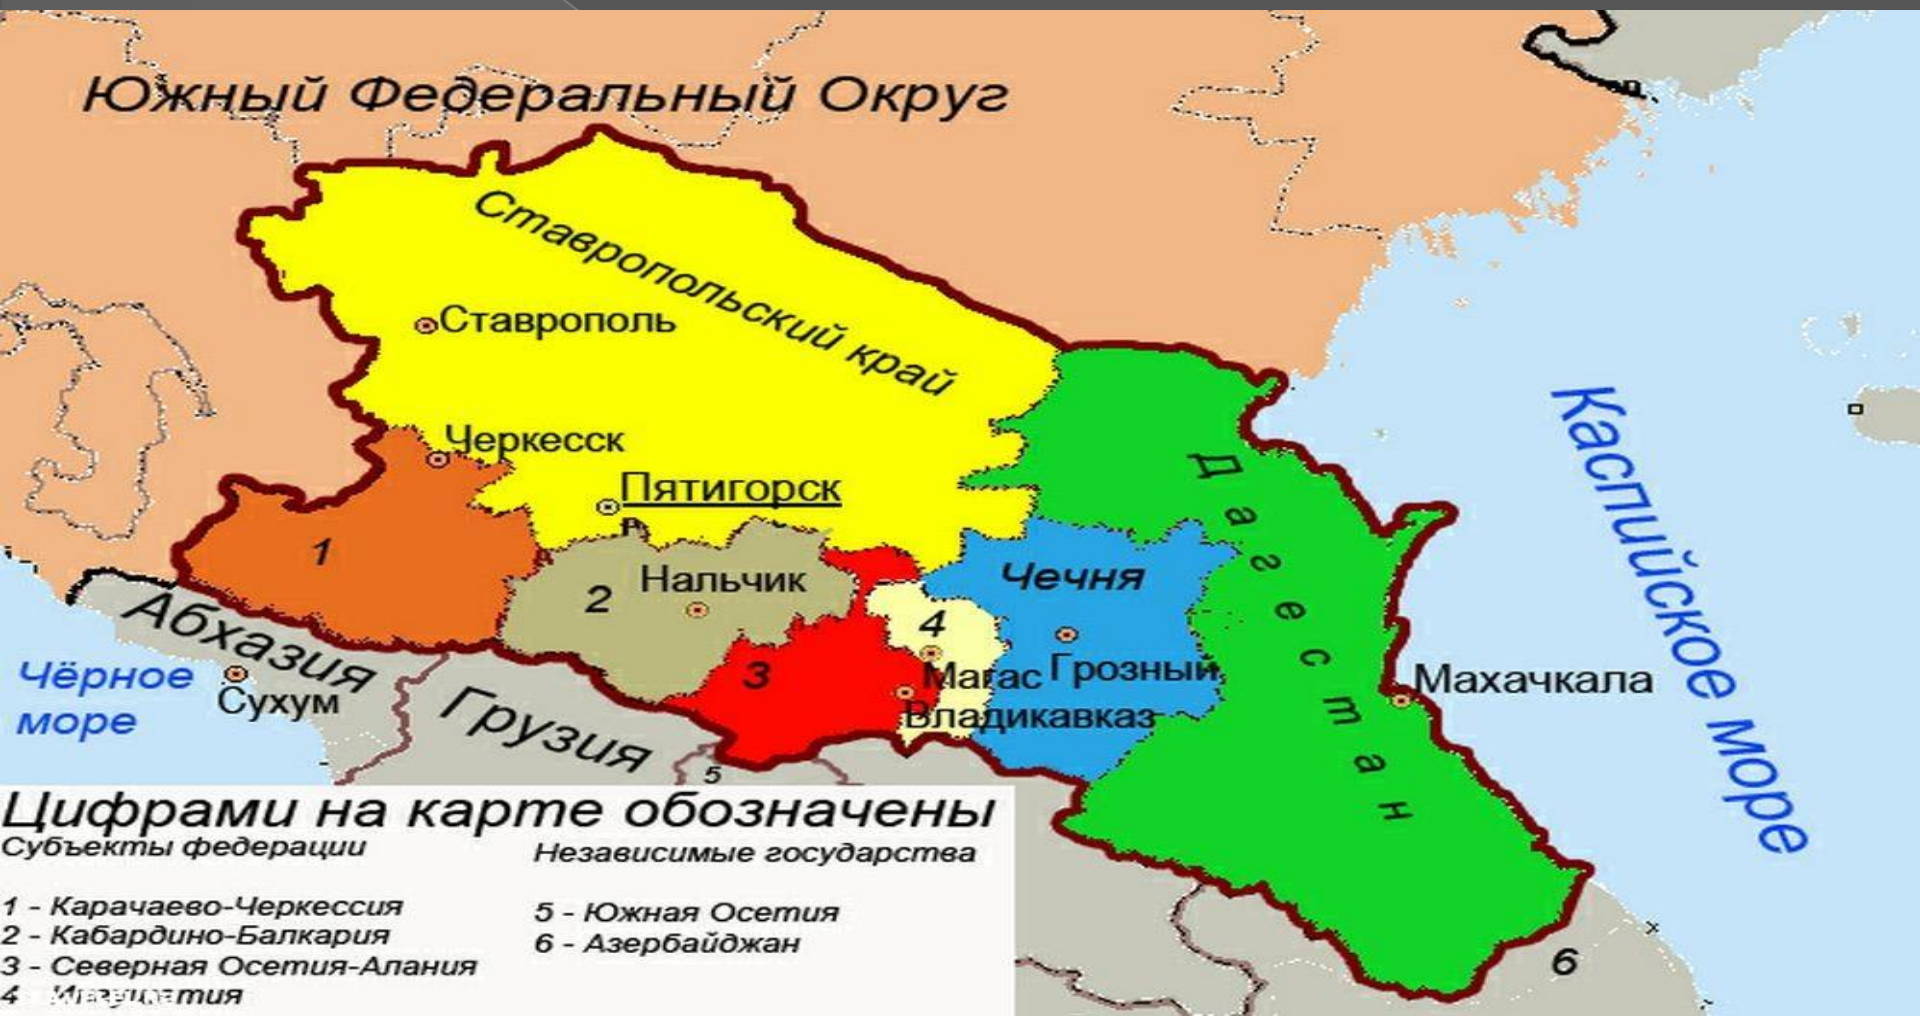 Южный Федеральный Округ
Ставропольский край
Ставрополь
Черкесск
Пятигорск
1
2
Нальчик
3
4
Магас
Владикавказ
Чечня
Грозный
Дагестан
Махачкала
Каспийское море
Абхазия
Сухум
Чёрное
море
Грузия
5
6
Цифрами на карте обозначены
Субъекты федерации
1 - Карачаево-Черкессия
2 - Кабардино-Балкария
3 - Северная Осетия-Алания
4 - Ингушетия
Независимые государства
5 - Южная Осетия
6 - Азербайджан